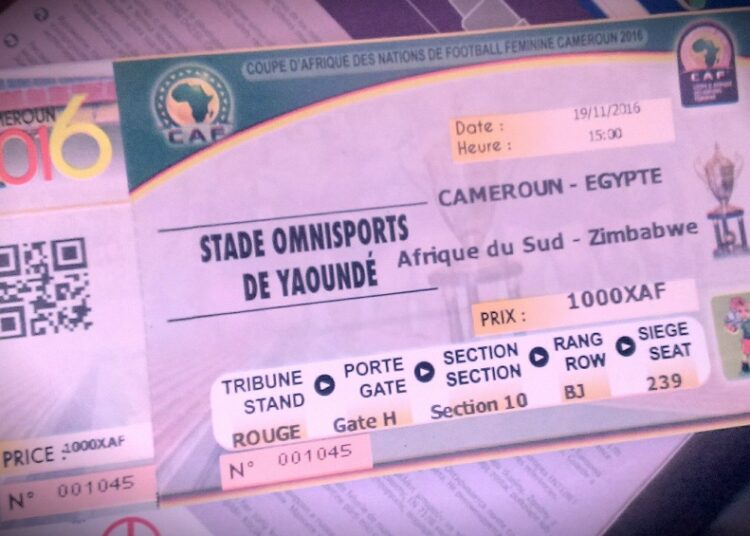 COUPE D'AFRIQUE DES NATIONS DE FOOTBALL FEMININE CAMEROUN 2016
CAF
CAF
MEROUN
2016
Date : 19/11/2016
Heure : 15:00
CAMEROUN - EGYPTE
Afrique du Sud - Zimbabwe
STADE OMNISPORTS
DE YAOUNDÉ
PRIX : 1000XAF
TRIBUNE
STAND
PORTE
GATE
SECTION
SECTION
RANG
ROW
SIEGE
SEAT
ROUGE
Gate H
Section 10
BJ
239
N° 001045
PRICE : 1000XAF
N° 001045